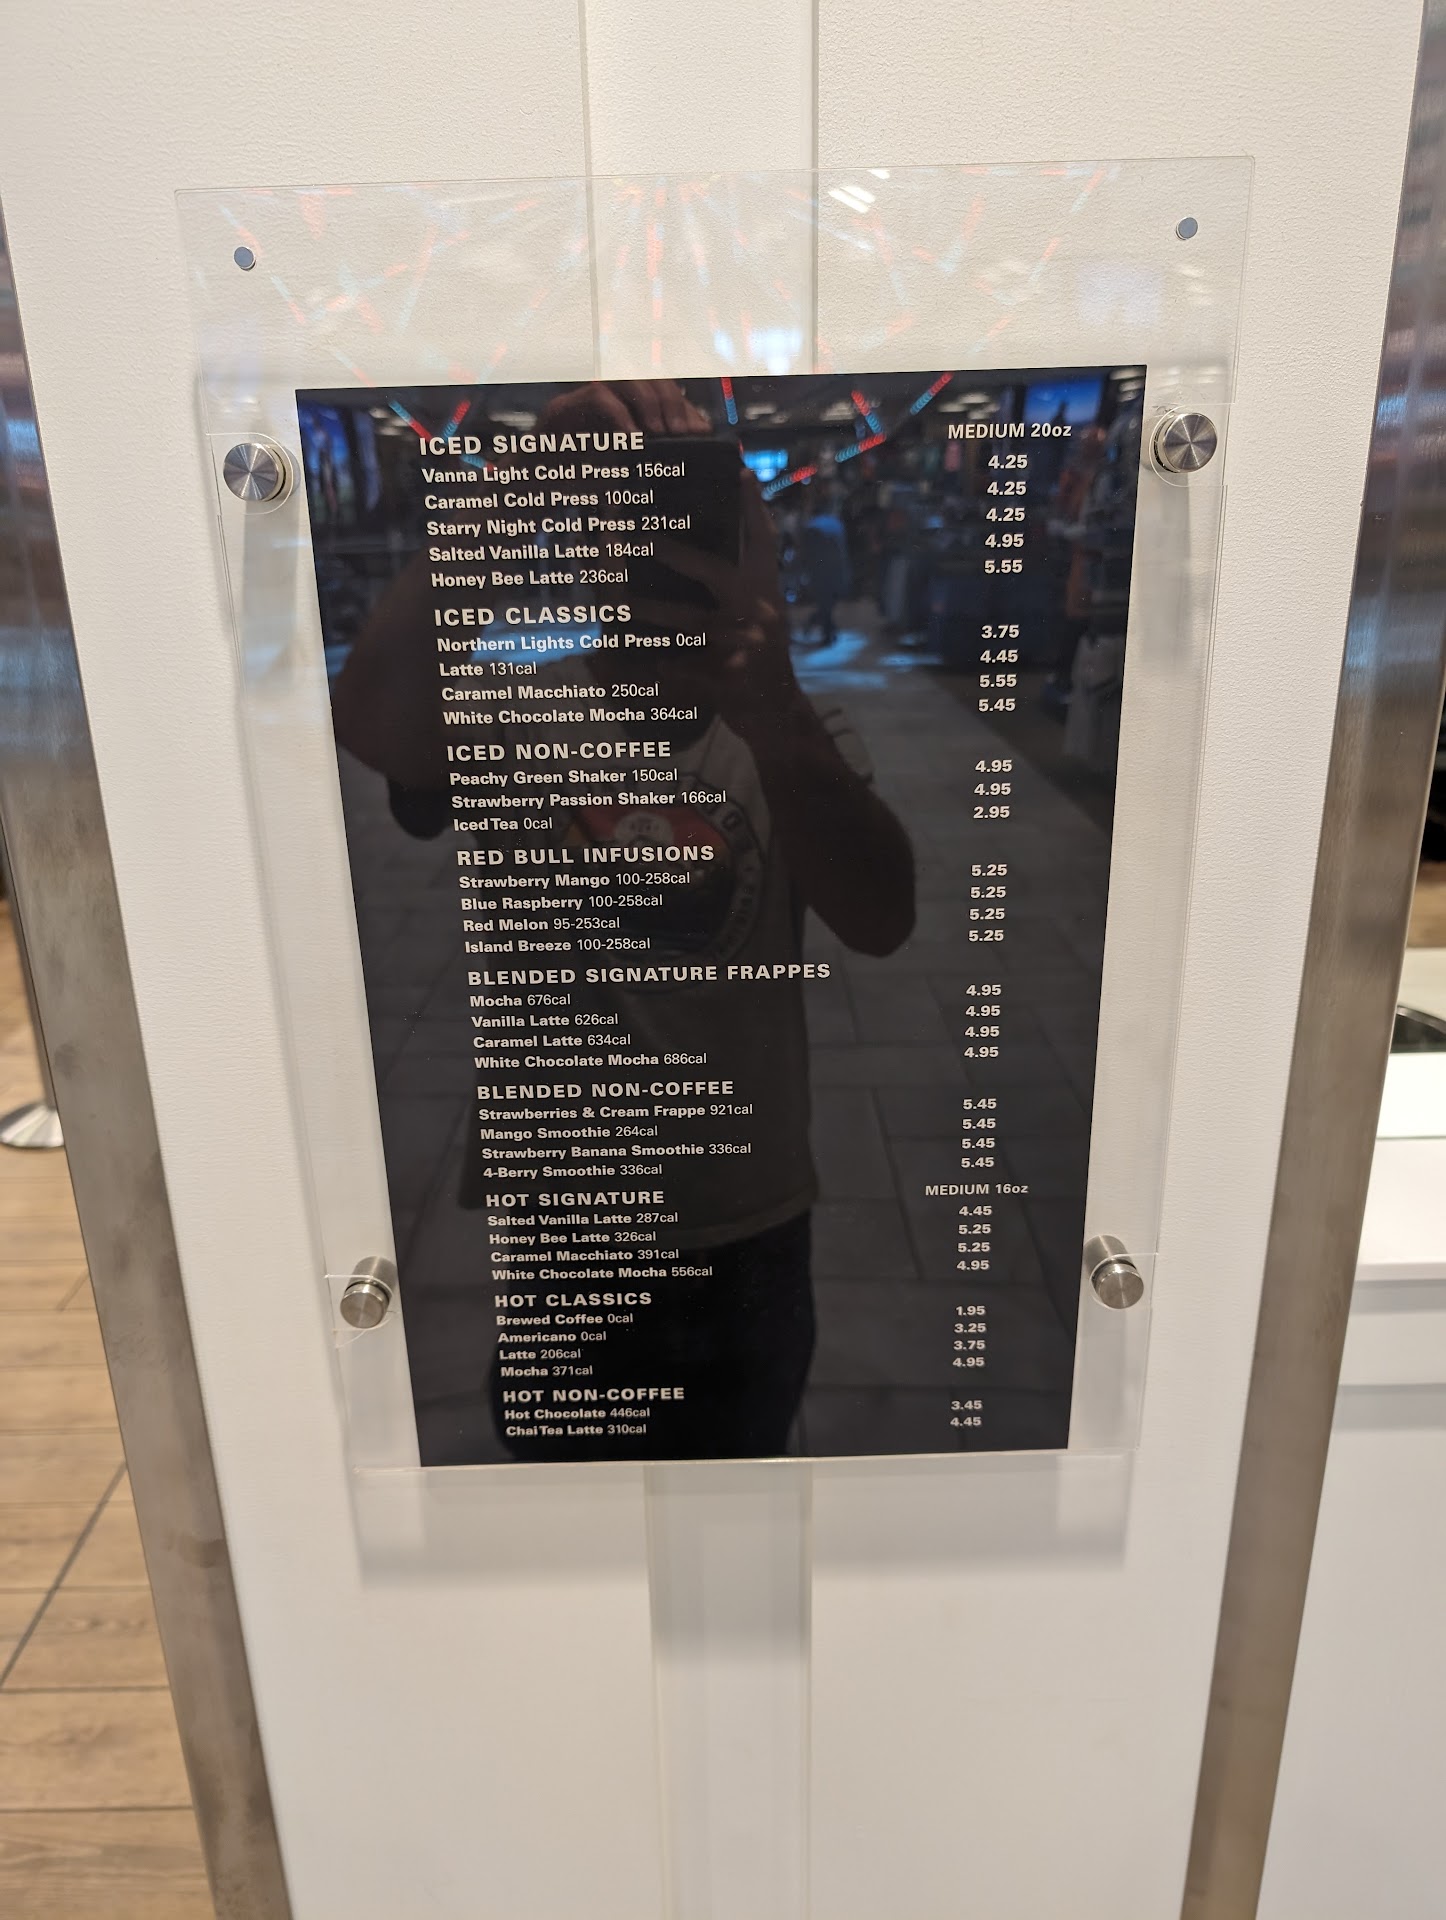 ICED SIGNATURE MEDIUM 20oz
Vanna Light Cold Press 156cal 4.25
Caramel Cold Press 100cal 4.25
Starry Night Cold Press 231cal 4.25
Salted Vanilla Latte 184cal 4.95
Honey Bee Latte 236cal 5.55
ICED CLASSICS
Northern Lights Cold Press 0cal 3.75
Latte 131cal 4.45
Caramel Macchiato 250cal 5.55
White Chocolate Mocha 364cal 5.45
ICED NON-COFFEE
Peachy Green Shaker 150cal 4.95
Strawberry Passion Shaker 166cal 4.95
Iced Tea 0cal 2.95
RED BULL INFUSIONS
Strawberry Mango 100-258cal 5.25
Blue Raspberry 100-258cal 5.25
Red Melon 95-253cal 5.25
Island Breeze 100-258cal 5.25
BLENDED SIGNATURE FRAPPES
Mocha 676cal 4.95
Vanilla Latte 626cal 4.95
Caramel Latte 634cal 4.95
White Chocolate Mocha 686cal 4.95
BLENDED NON-COFFEE
Strawberries & Cream Frappe 921cal 5.45
Mango Smoothie 264cal 5.45
Strawberry Banana Smoothie 336cal 5.45
4-Berry Smoothie 336cal 5.45
HOT SIGNATURE MEDIUM 16oz
Salted Vanilla Latte 287cal 4.45
Honey Bee Latte 326cal 5.25
Caramel Macchiato 391cal 5.25
White Chocolate Mocha 556cal 4.95
HOT CLASSICS
Brewed Coffee 0cal 1.95
Americano 0cal 3.25
Latte 206cal 3.75
Mocha 371cal 4.95
HOT NON-COFFEE
Hot Chocolate 446cal 3.45
Chai Tea Latte 310cal 4.45